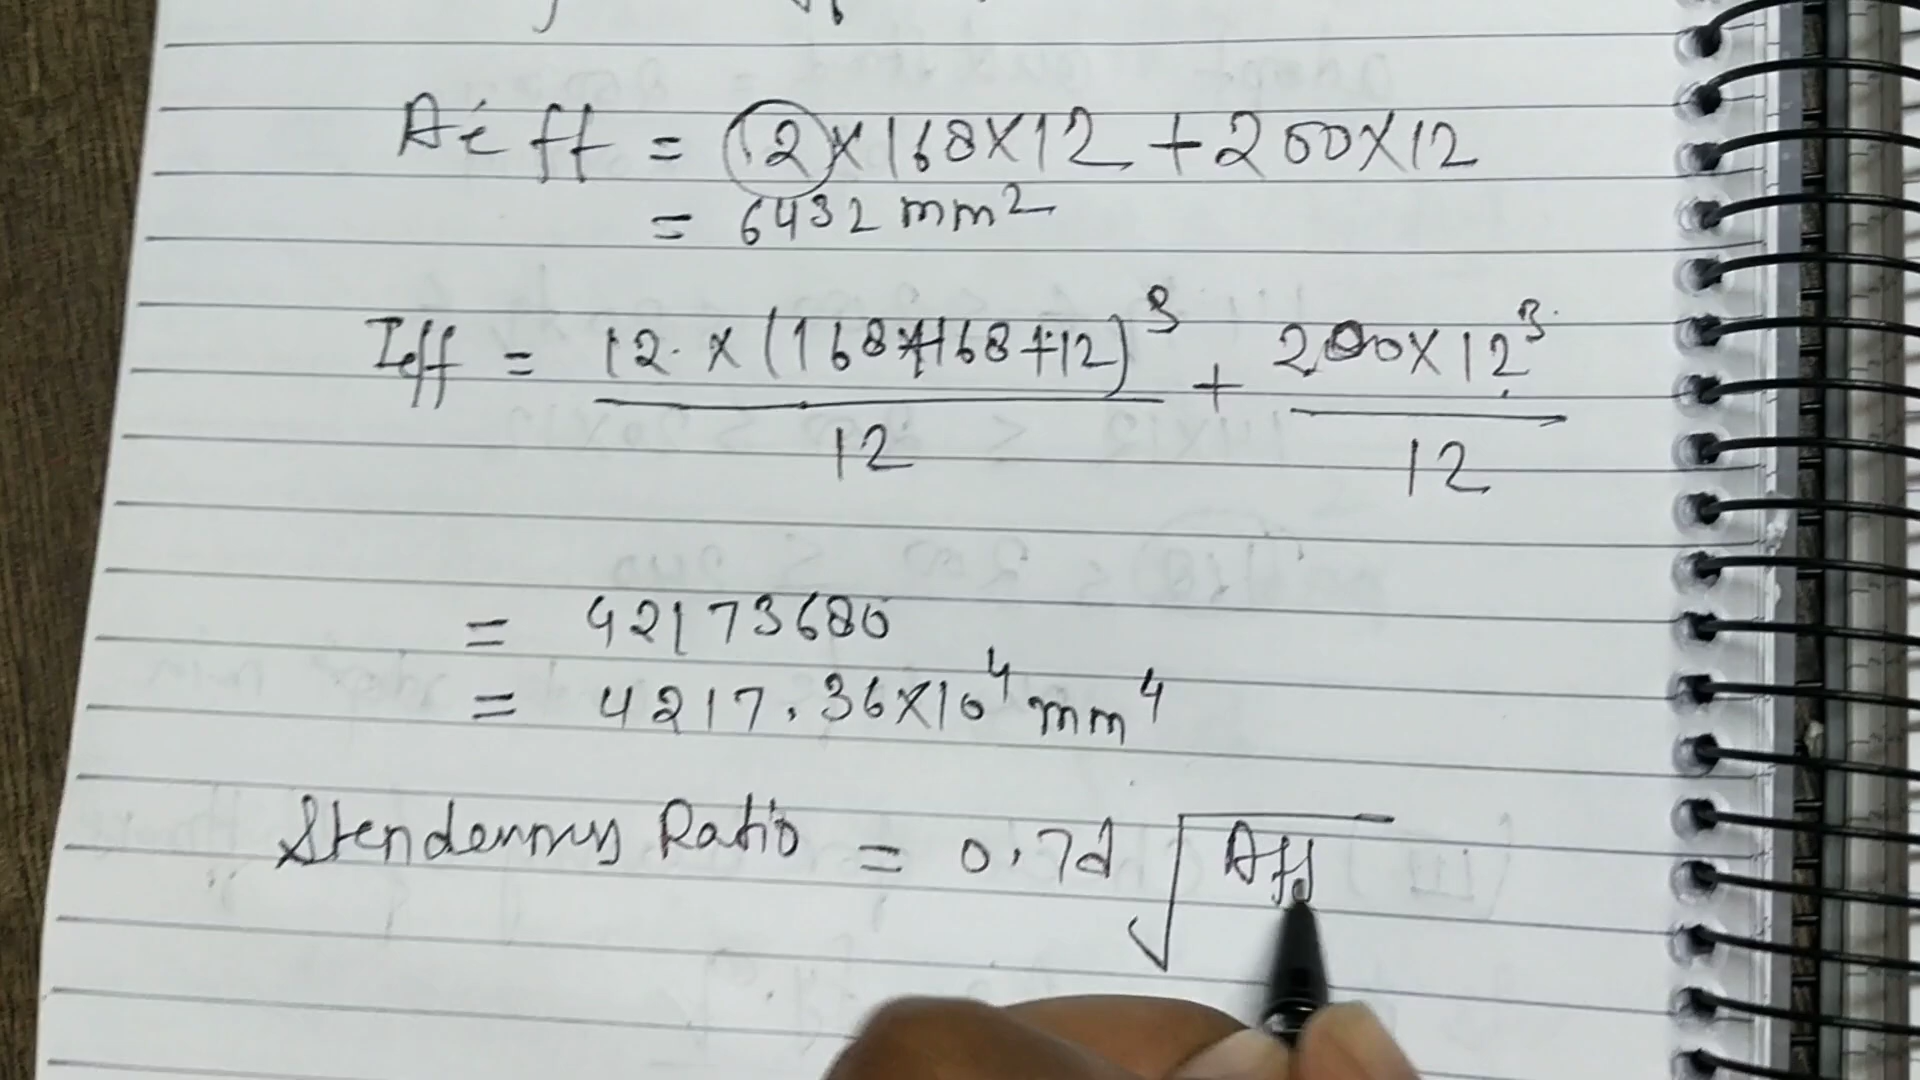 Aeff = (2)×168×12 + 200×12
= 6432 mm²
Ieff = 12 × (168+168+12)³ / 12 + 200×12³ / 12
= 42173680
= 4217.36×10⁴ mm⁴
Slendernness Ratio = 0.7d √Aff